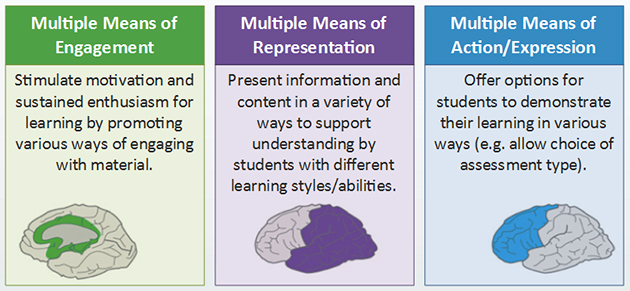 Multiple Means of
Engagement
Stimulate motivation and
sustained enthusiasm for
learning by promoting
various ways of engaging
with material.
Multiple Means of
Representation
Present information and
content in a variety of
ways to support
understanding by
students with different
learning styles/abilities.
Multiple Means of
Action/Expression
Offer options for
students to demonstrate
their learning in various
ways (e.g. allow choice of
assessment type).